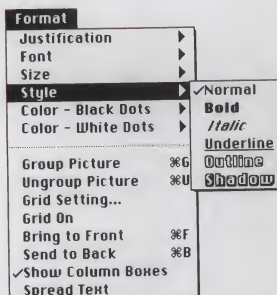 Format
Justification
Font
Size
Style
Color - Black Dots
Color - White Dots
Group Picture ⌘G
Ungroup Picture ⌘U
Grid Setting...
Grid On
Bring to Front ⌘F
Send to Back ⌘B
✓Show Column Boxes
Spread Text
✓Normal
Bold
Italic
Underline
Outline
Shadow